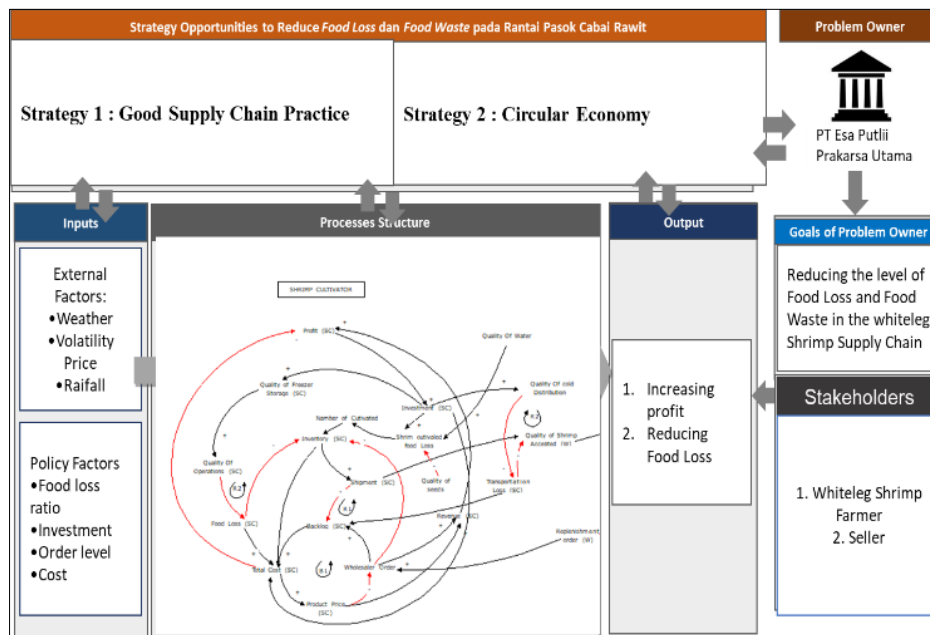 Strategy Opportunities to Reduce Food Loss dan Food Waste pada Rantai Pasok Cabai Rawit
Problem Owner
Strategy 1 : Good Supply Chain Practice
Strategy 2 : Circular Economy
PT Esa Putlii
Prakarsa Utama
Inputs
Processes Structure
Output
Goals of Problem Owner
External
Factors:
•Weather
•Volatility
Price
•Raifall
Policy Factors
•Food loss
ratio
•Investment
•Order level
•Cost
SHRIMP CULTIVATOR
Profit (SC)
Quality Of Water
Quality of Freezer
Storage (SC)
Quality Of cold
Distribution
Investment (SC)
Number of Cultivated
Inventory (SC)
Shrim cultivated
food Loss
R.2
Quality of Shrimp
Accepted (W)
Quality Of
Operations (SC)
Shipment (SC)
Quality of
seeds
Transportation
Loss (SC)
R.2
R.1
Food Loss (SC)
Backlog (SC)
Revenue (SC)
Replenishment
order (W)
Total Cost (SC)
B.1
Wholesaler Order
Product Price
(SC)
1. Increasing
profit
2. Reducing
Food Loss
Reducing the level of
Food Loss and Food
Waste in the whiteleg
Shrimp Supply Chain
Stakeholders
1. Whiteleg Shrimp
Farmer
2. Seller